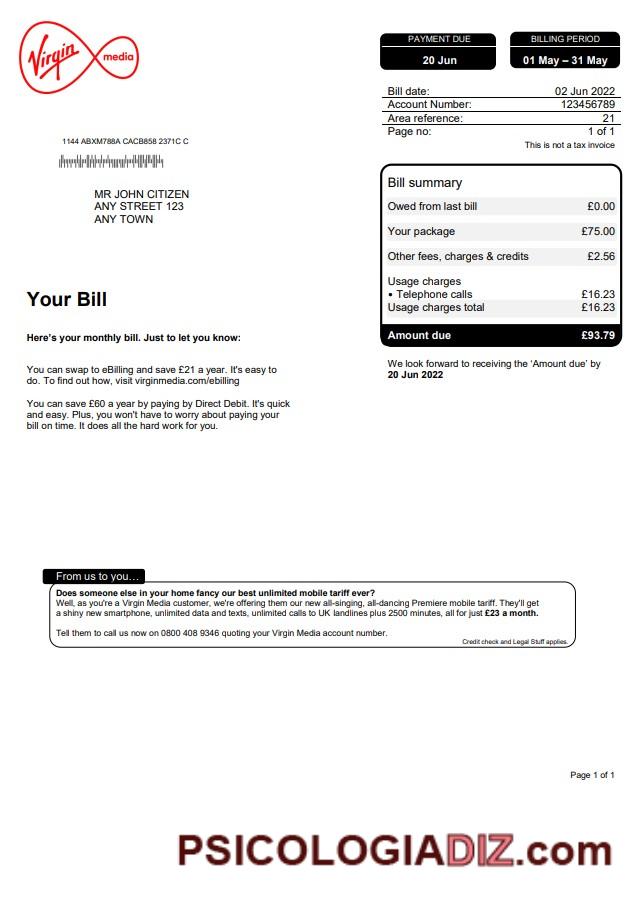 Virgin media
PAYMENT DUE
20 Jun
BILLING PERIOD
01 May – 31 May
Bill date: 02 Jun 2022
Account Number: 123456789
Area reference: 21
Page no: 1 of 1
This is not a tax invoice
1144 ABXM788A CACB858 2371C C
MR JOHN CITIZEN
ANY STREET 123
ANY TOWN
Bill summary
Owed from last bill £0.00
Your package £75.00
Other fees, charges & credits £2.56
Usage charges
• Telephone calls £16.23
Usage charges total £16.23
Amount due £93.79
We look forward to receiving the ‘Amount due’ by
20 Jun 2022
Your Bill
Here’s your monthly bill. Just to let you know:
You can swap to eBilling and save £21 a year. It's easy to
do. To find out how, visit virginmedia.com/ebilling
You can save £60 a year by paying by Direct Debit. It's quick
and easy. Plus, you won't have to worry about paying your
bill on time. It does all the hard work for you.
From us to you…
Does someone else in your home fancy our best unlimited mobile tariff ever?
Well, as you're a Virgin Media customer, we're offering them our new all-singing, all-dancing Premiere mobile tariff. They'll get
a shiny new smartphone, unlimited data and texts, unlimited calls to UK landlines plus 2500 minutes, all for just £23 a month.
Tell them to call us now on 0800 408 9346 quoting your Virgin Media account number.
Credit check and Legal Stuff applies.
Page 1 of 1
PSICOLOGIADIZ.com